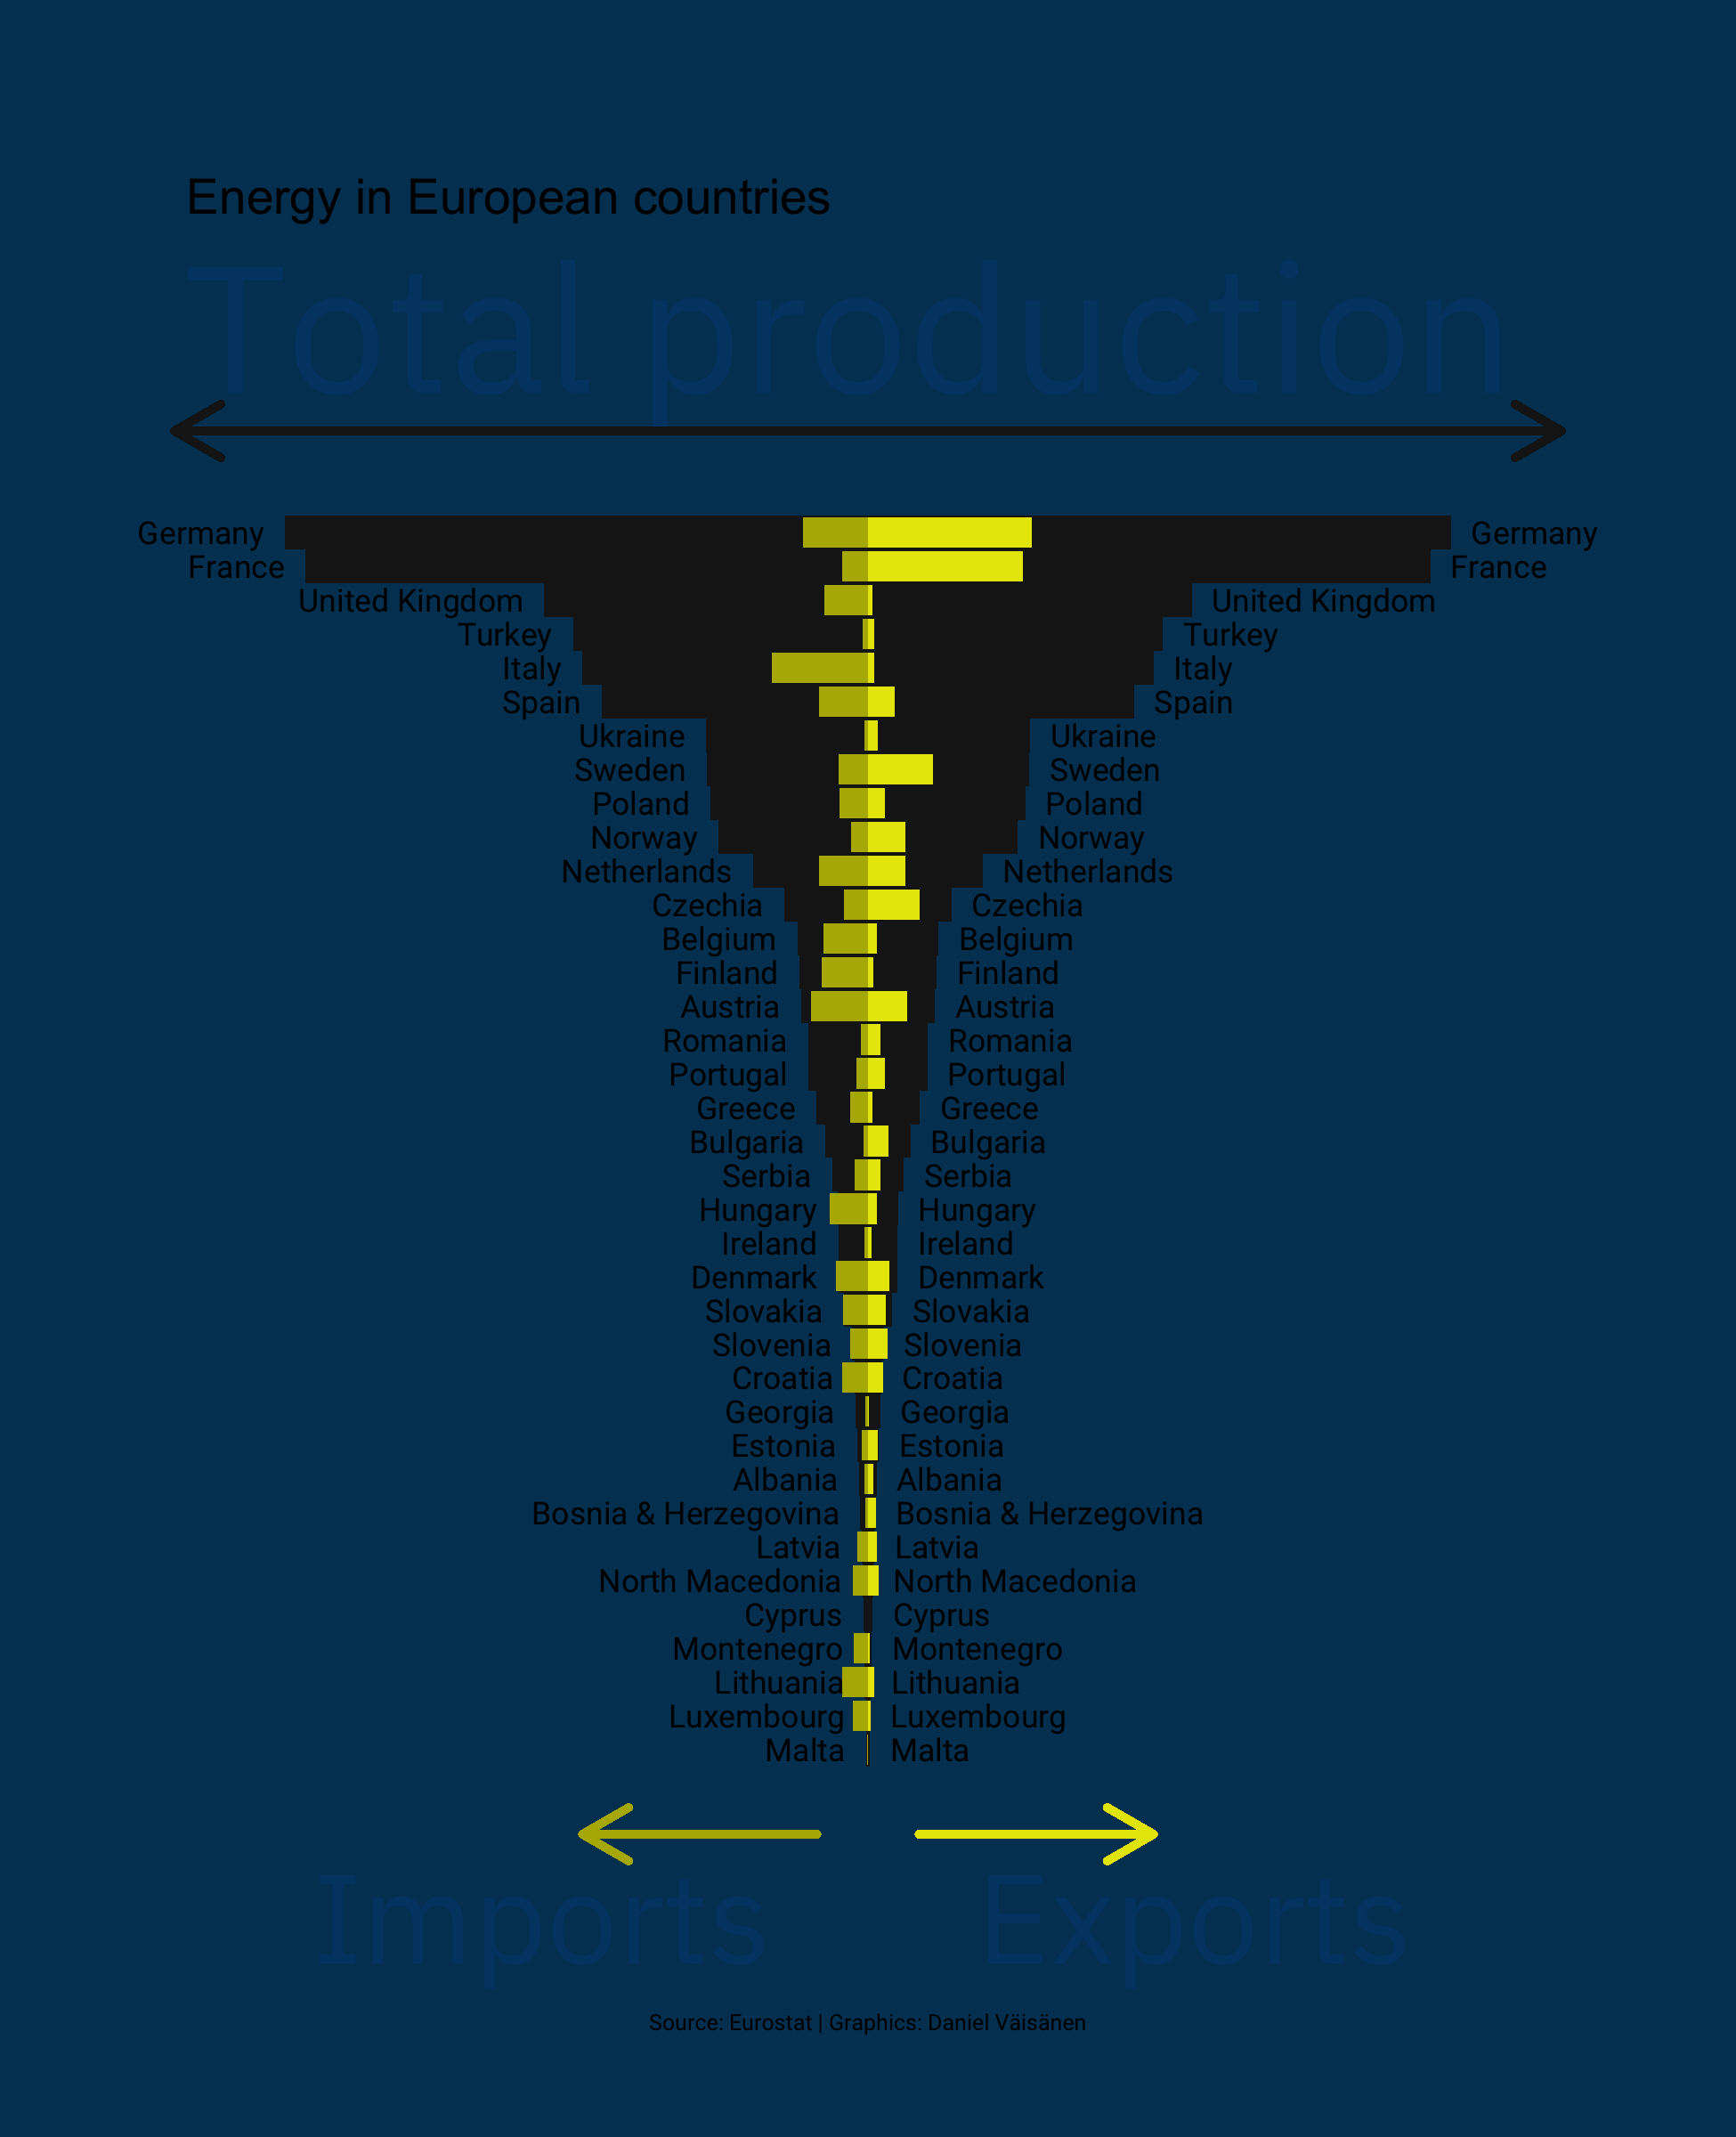 Energy in European countries
Total production
Germany Germany
France France
United Kingdom United Kingdom
Turkey Turkey
Italy Italy
Spain Spain
Ukraine Ukraine
Sweden Sweden
Poland Poland
Norway Norway
Netherlands Netherlands
Czechia Czechia
Belgium Belgium
Finland Finland
Austria Austria
Romania Romania
Portugal Portugal
Greece Greece
Bulgaria Bulgaria
Serbia Serbia
Hungary Hungary
Ireland Ireland
Denmark Denmark
Slovakia Slovakia
Slovenia Slovenia
Croatia Croatia
Georgia Georgia
Estonia Estonia
Albania Albania
Bosnia & Herzegovina Bosnia & Herzegovina
Latvia Latvia
North Macedonia North Macedonia
Cyprus Cyprus
Montenegro Montenegro
Lithuania Lithuania
Luxembourg Luxembourg
Malta Malta
Imports Exports
Source: Eurostat | Graphics: Daniel Väisänen